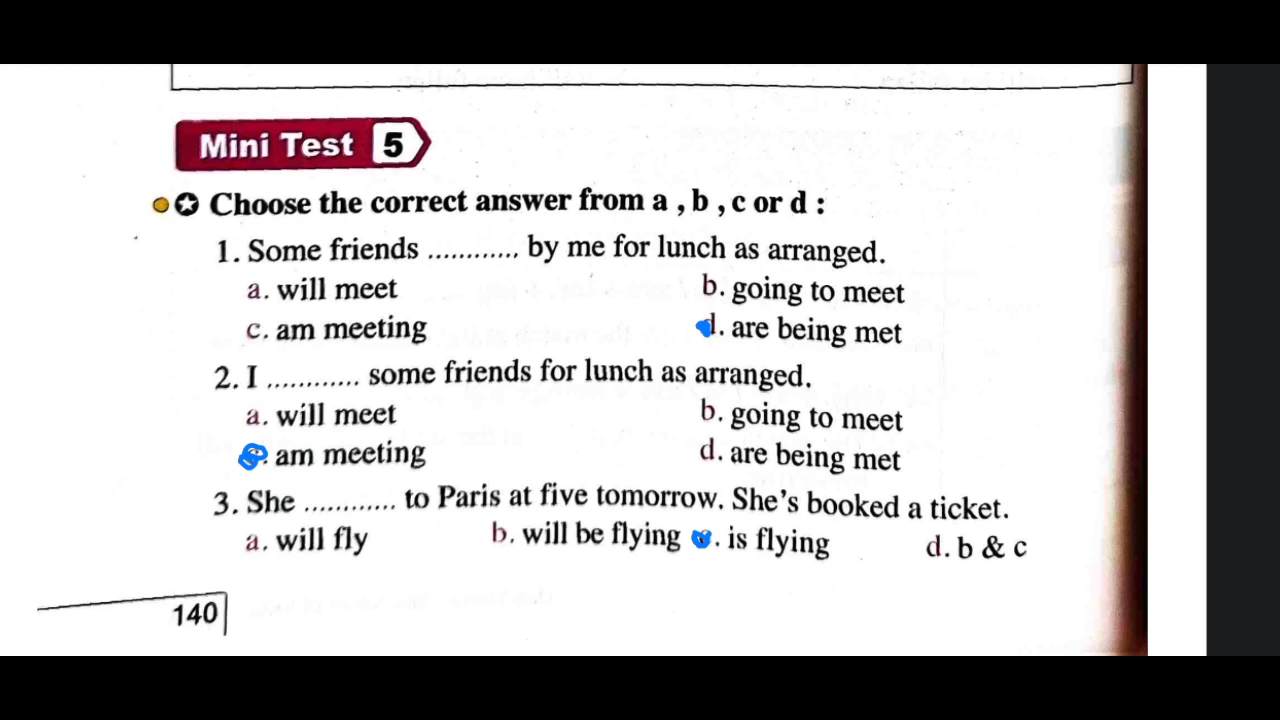 Mini Test 5
Choose the correct answer from a , b , c or d :
1. Some friends ............ by me for lunch as arranged.
a. will meet b. going to meet
c. am meeting d. are being met
2. I ............ some friends for lunch as arranged.
a. will meet b. going to meet
am meeting d. are being met
3. She ............ to Paris at five tomorrow. She's booked a ticket.
a. will fly b. will be flying . is flying d. b & c
140